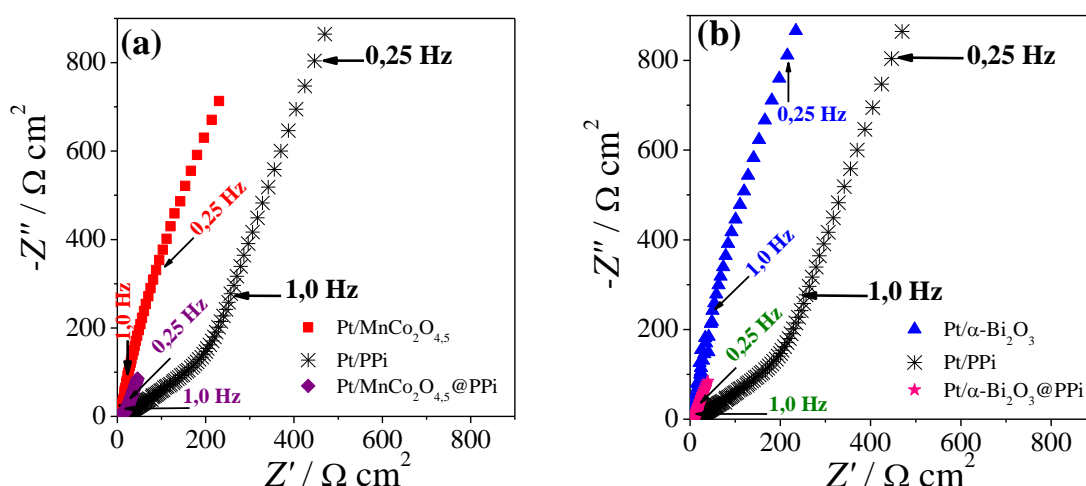 (a)
0,25 Hz
0,25 Hz
1,0 Hz
1,0 Hz
0,25 Hz
1,0 Hz
Pt/MnCo₂O₄,₅
Pt/PPi
Pt/MnCo₂O₄,₅@PPi
-Z'' / Ω cm²
800
600
400
200
0
0 200 400 600 800
Z' / Ω cm²
(b)
0,25 Hz
0,25 Hz
1,0 Hz
1,0 Hz
0,25 Hz
1,0 Hz
Pt/α-Bi₂O₃
Pt/PPi
Pt/α-Bi₂O₃@PPi
-Z'' / Ω cm²
800
600
400
200
0
0 200 400 600 800
Z' / Ω cm²